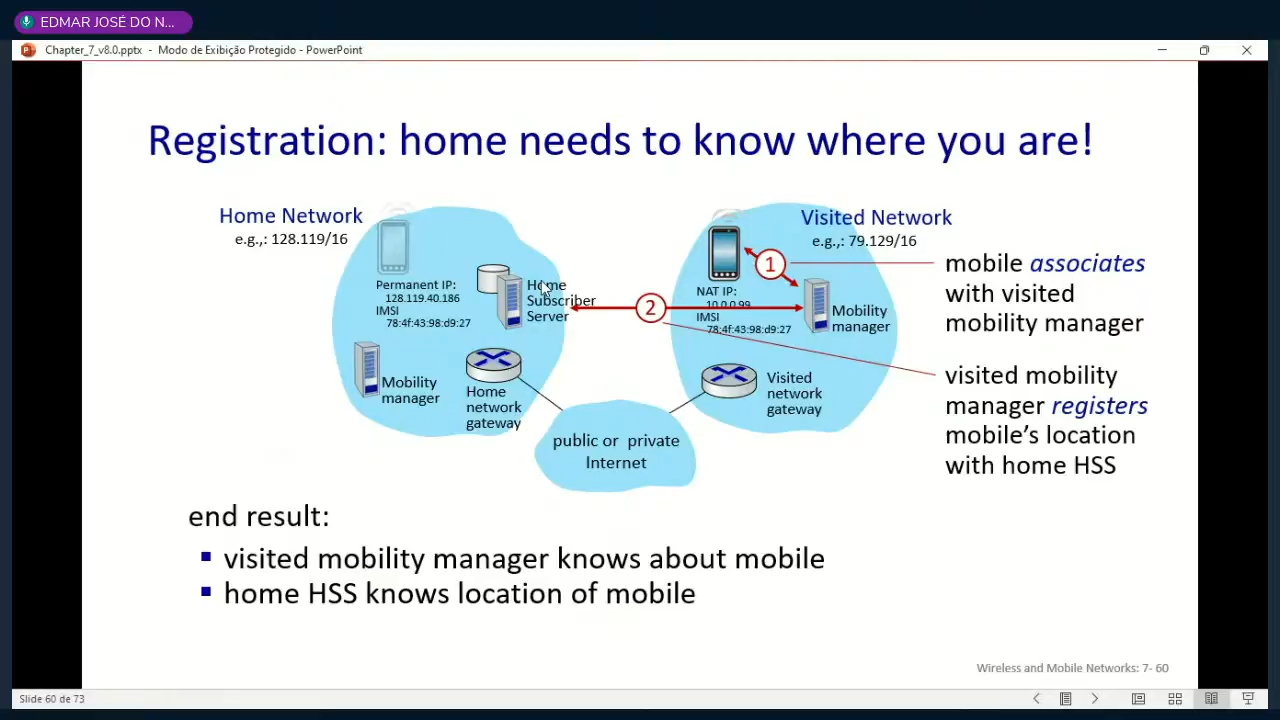 EDMAR JOSÉ DO N...
Chapter_7_v8.0.pptx - Modo de Exibição Protegido - PowerPoint
Registration: home needs to know where you are!
Home Network
e.g.,: 128.119/16
Visited Network
e.g.,: 79.129/16
Permanent IP:
128.119.40.186
IMSI
78:4f:43:98:d9:27
Home
Subscriber
Server
Mobility
manager
Home
network
gateway
public or private
Internet
1
2
NAT IP:
10.0.0.99
IMSI
78:4f:43:98:d9:27
Mobility
manager
Visited
network
gateway
mobile associates
with visited
mobility manager
visited mobility
manager registers
mobile’s location
with home HSS
end result:
visited mobility manager knows about mobile
home HSS knows location of mobile
Wireless and Mobile Networks: 7- 60
Slide 60 de 73